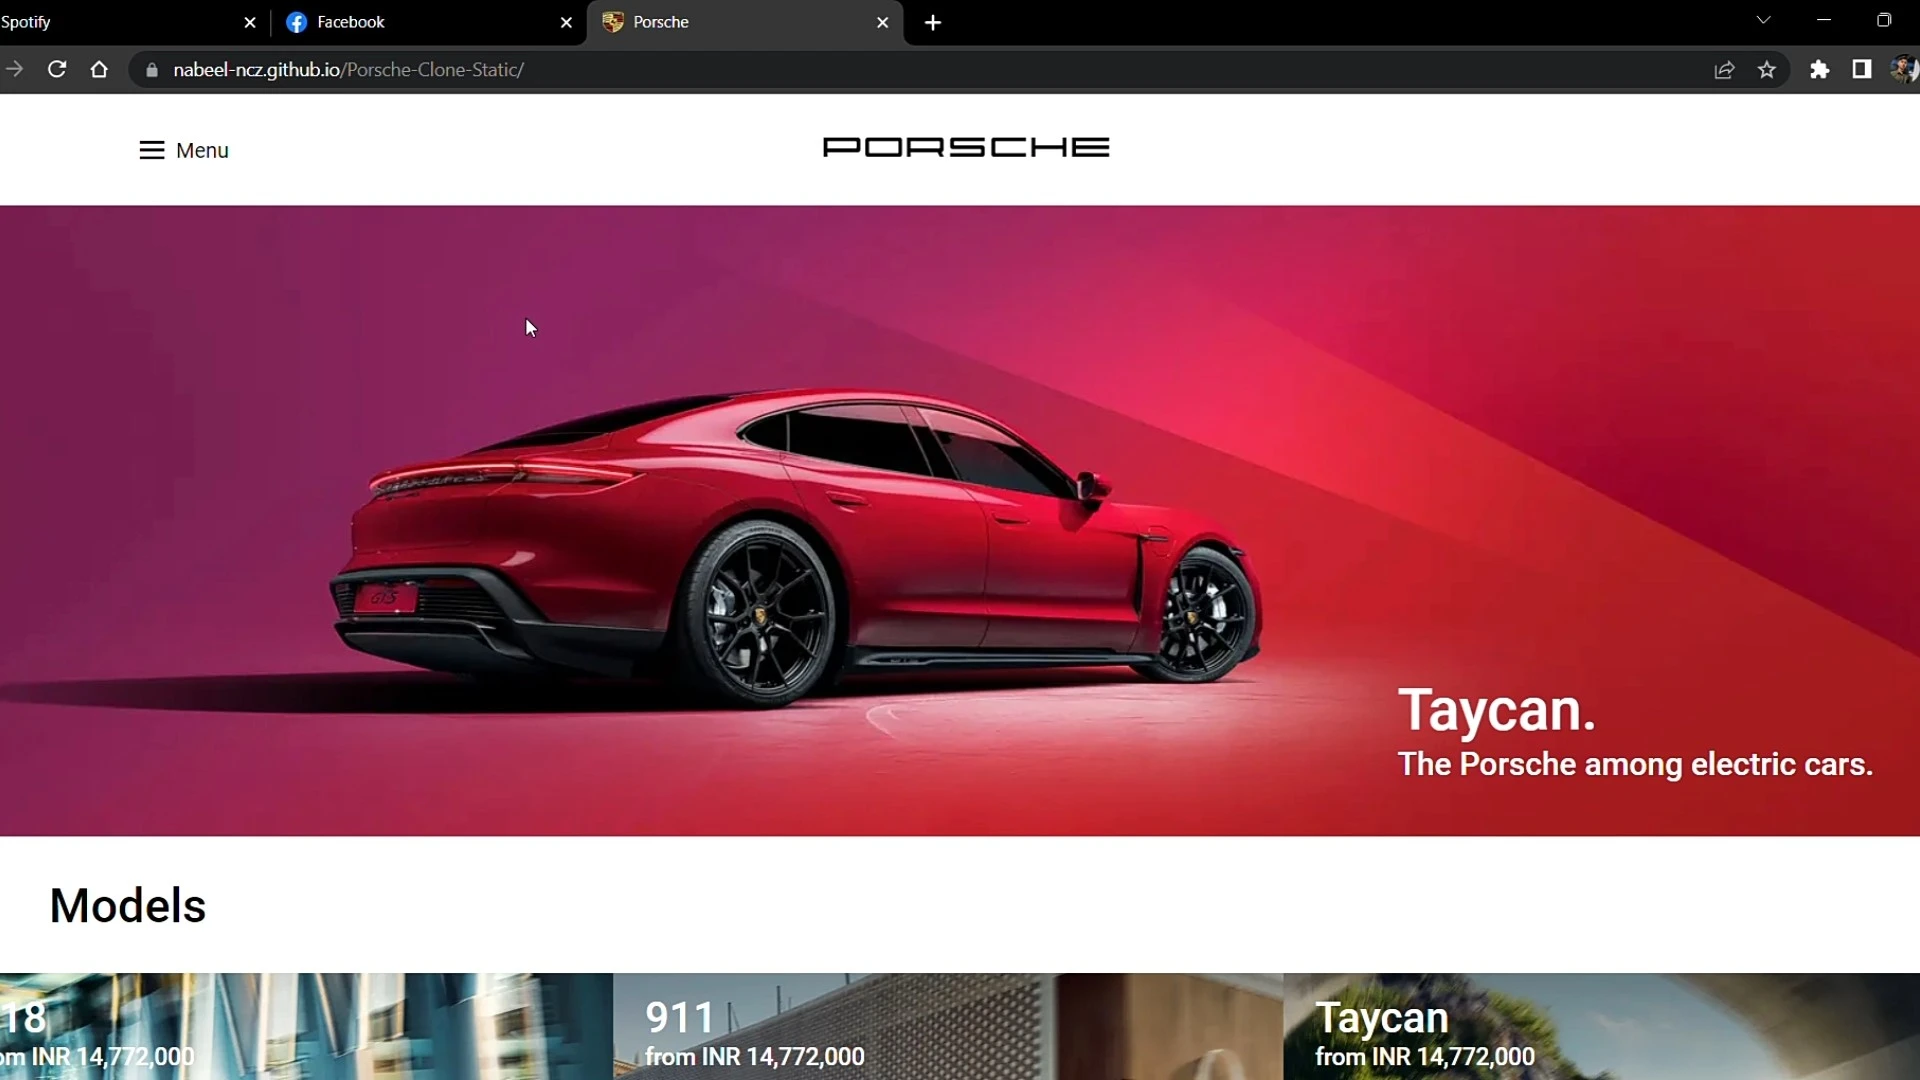 Spotify
Facebook
Porsche
nabeel-ncz.github.io/Porsche-Clone-Static/
Menu
PORSCHE
GTS
Taycan.
The Porsche among electric cars.
Models
18
om INR 14,772,000
911
from INR 14,772,000
Taycan
from INR 14,772,000